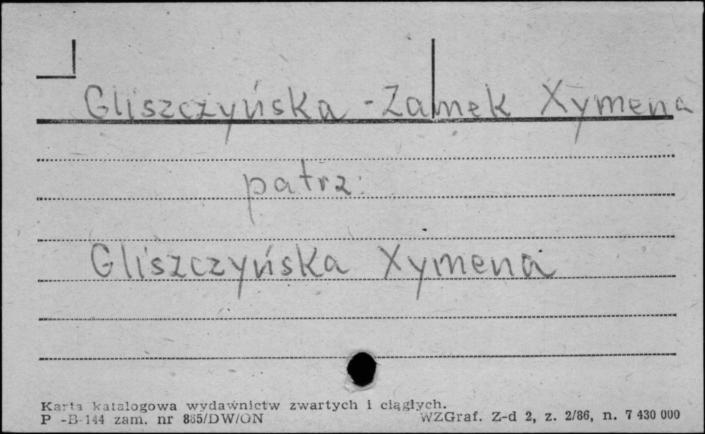 Gliszczyńska-Zamek Xymena
patrz:
Gliszczyńska Xymena
Karta katalogowa wydawnictw zwartych i ciągłych.
P-B-144 zam. nr 885/DW/ON WZGraf. Z-d 2, z. 2/86, n. 7 430 000